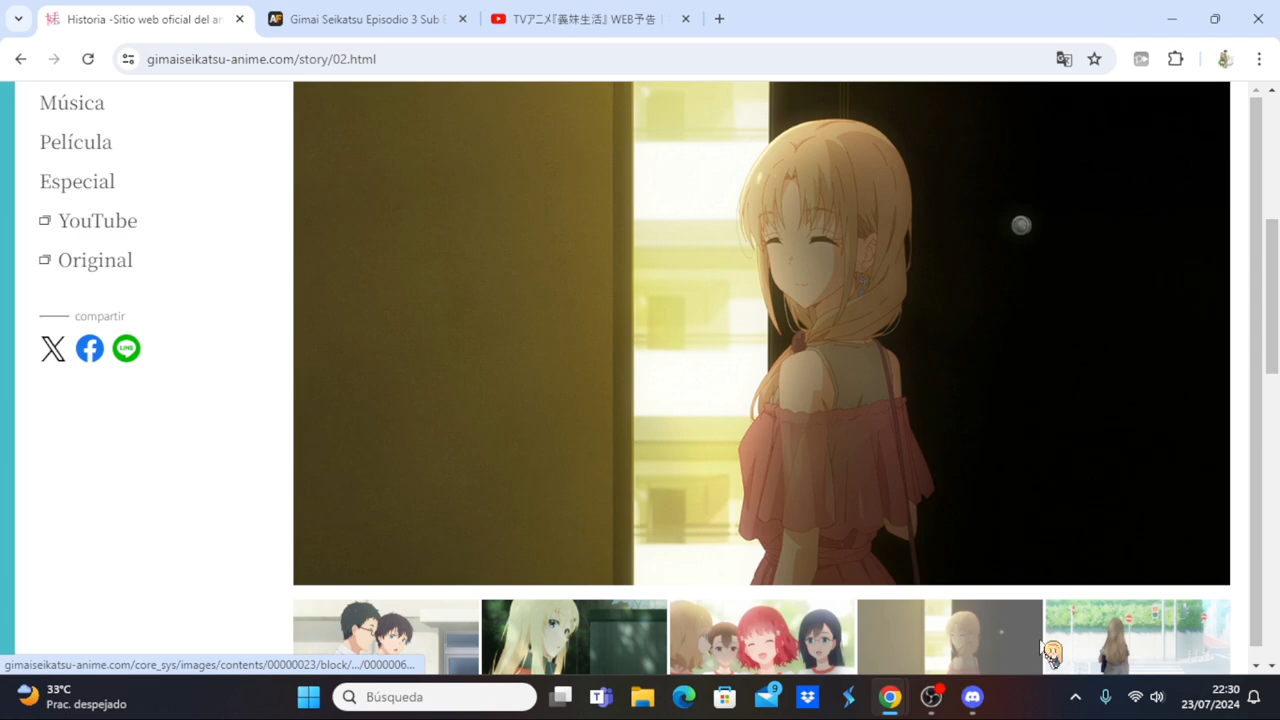 Historia -Sitio web oficial del ar
Gimai Seikatsu Episodio 3 Sub E
TVアニメ『義妹生活』WEB予告｜
gimaiseikatsu-anime.com/story/02.html
Música
Película
Especial
YouTube
Original
compartir
LINE
gimaiseikatsu-anime.com/core_sys/images/contents/00000023/block/.../0000006...
33°C
Prac. despejado
Búsqueda
9
22:30
23/07/2024